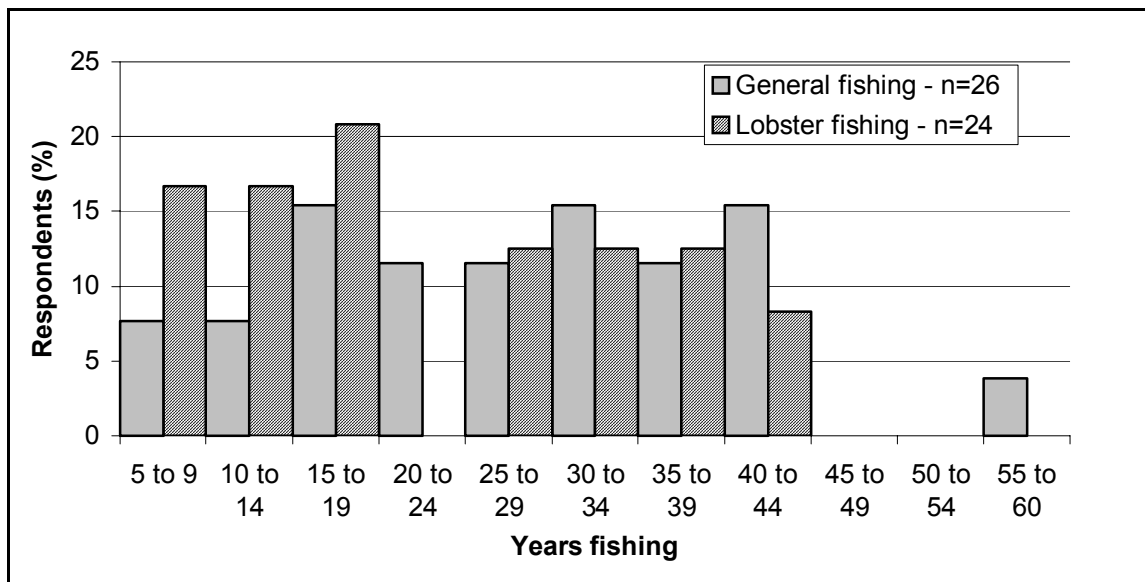 25
20
15
10
5
0
Respondents (%)
General fishing - n=26
Lobster fishing - n=24
5 to 9 10 to 15 to 20 to 25 to 30 to 35 to 40 to 45 to 50 to 55 to
14 19 24 29 34 39 44 49 54 60
Years fishing